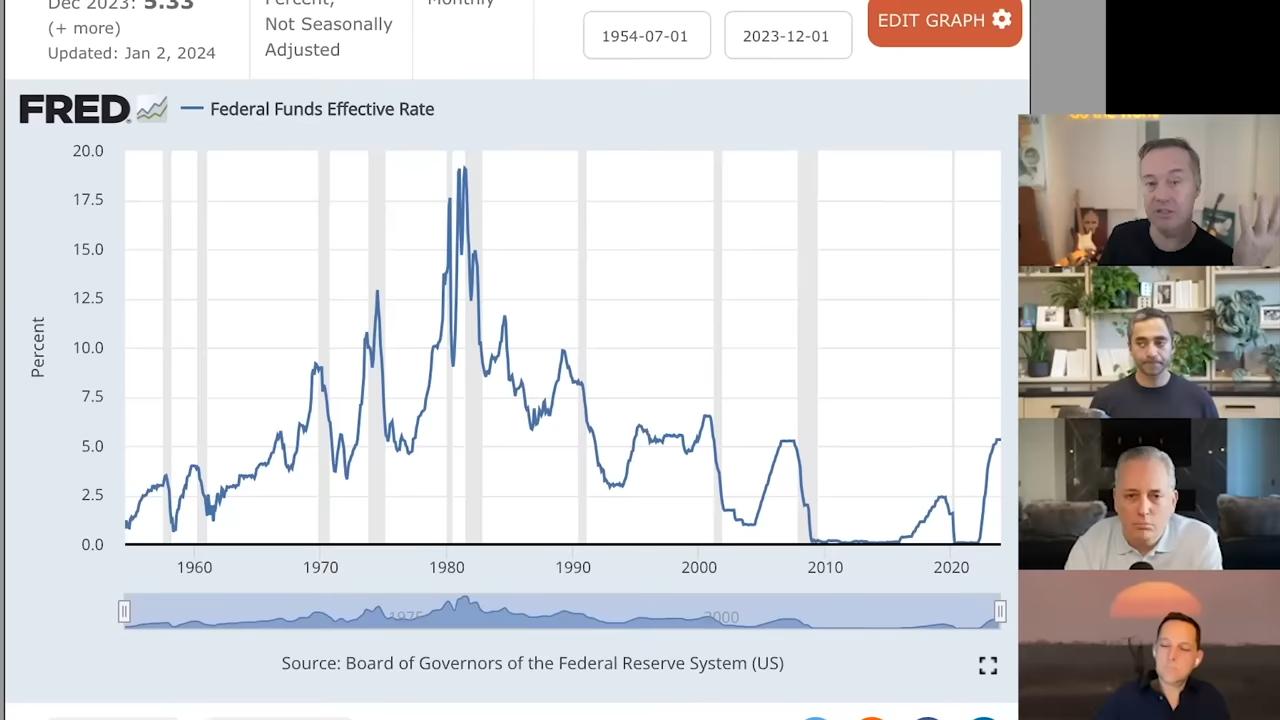 Dec 2023: 5.33
(+ more)
Updated: Jan 2, 2024
Percent,
Not Seasonally
Adjusted
Monthly
1954-07-01
2023-12-01
EDIT GRAPH
FRED
Federal Funds Effective Rate
20.0
17.5
15.0
12.5
10.0
7.5
5.0
2.5
0.0
Percent
1960
1970
1980
1990
2000
2010
2020
1975
2000
Source: Board of Governors of the Federal Reserve System (US)